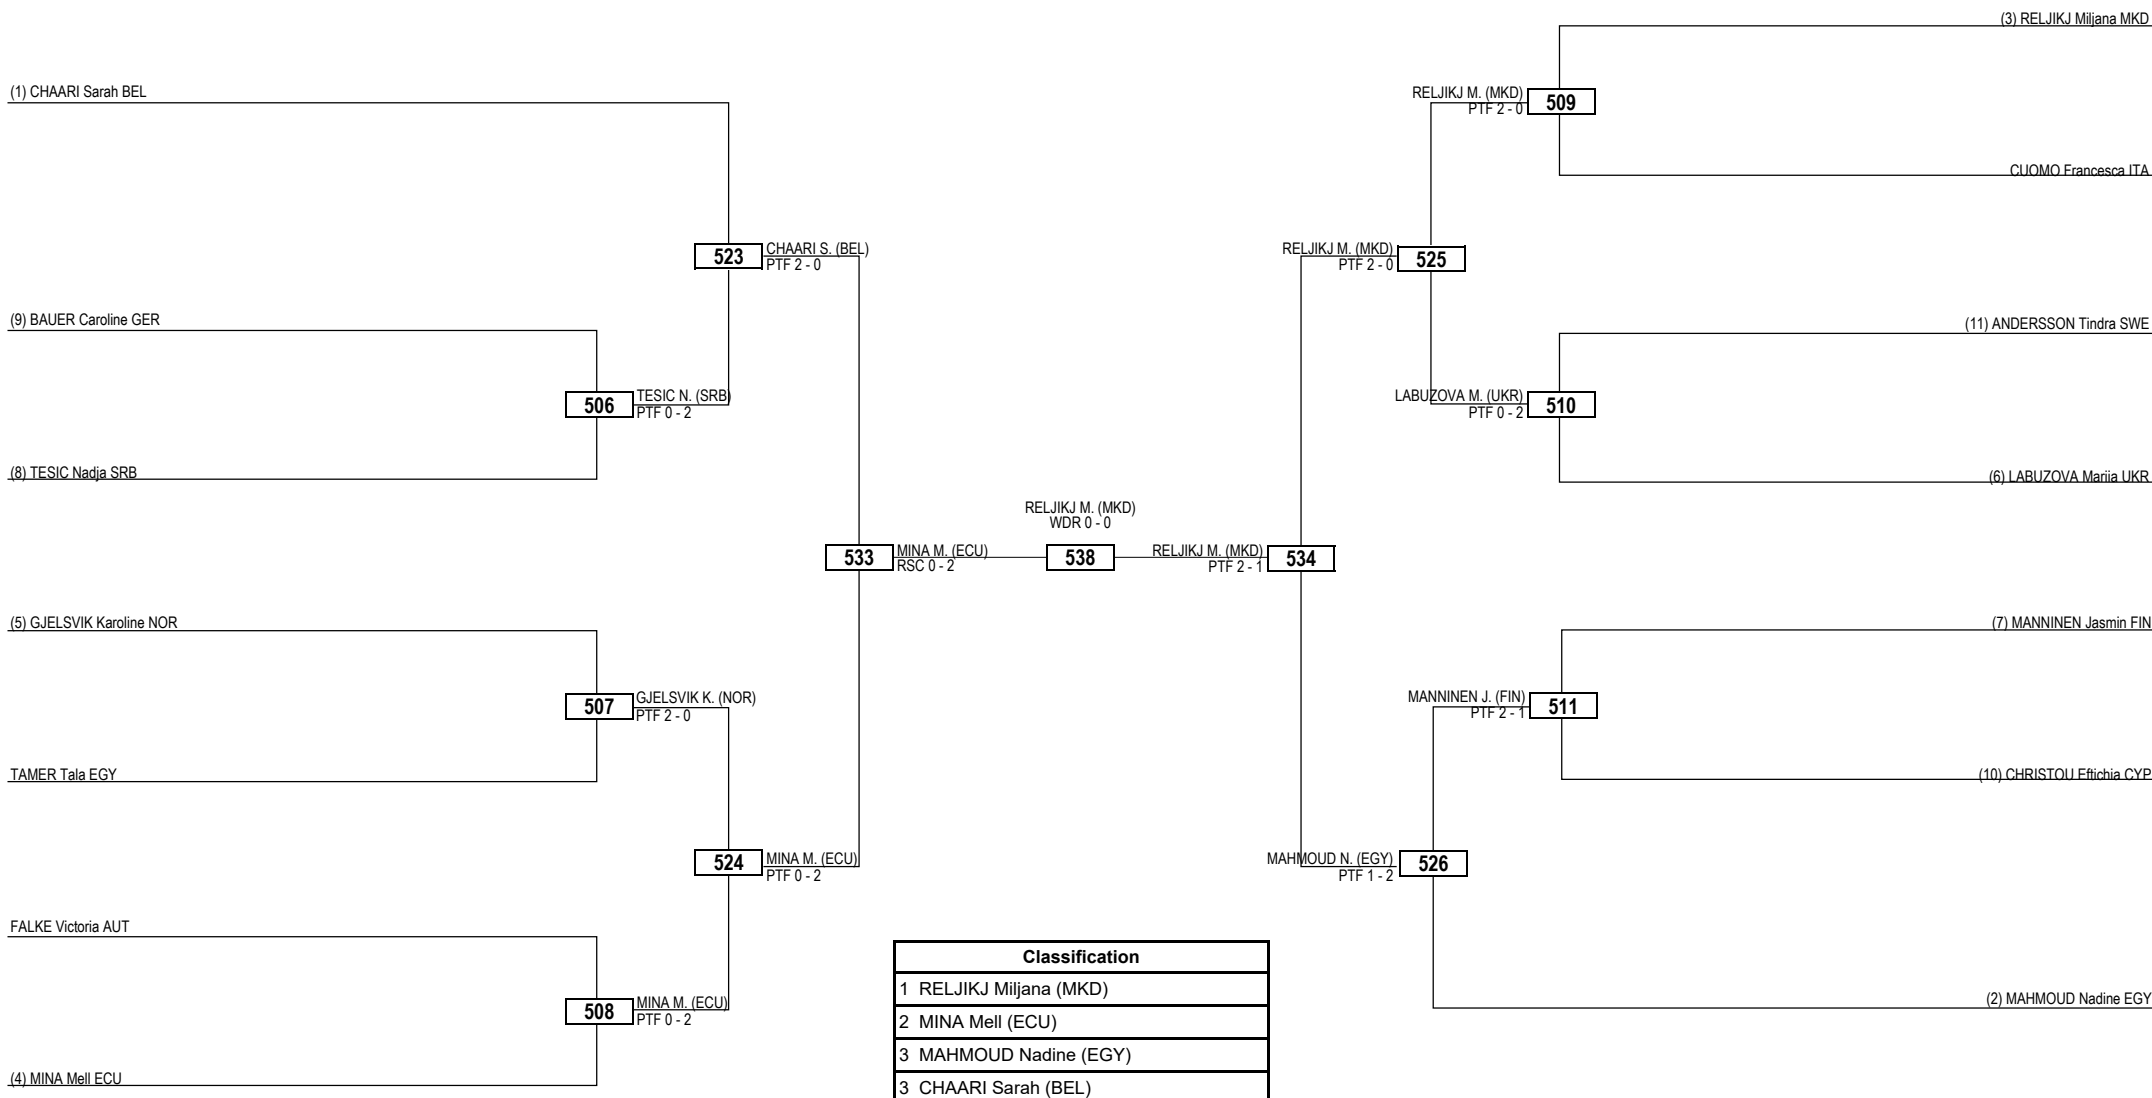 (3) RELJIKJ Miljana MKD
(1) CHAARI Sarah BEL
RELJIKJ M. (MKD)
PTF 2 - 0
509
CUOMO Francesca ITA
523
CHAARI S. (BEL)
PTF 2 - 0
RELJIKJ M. (MKD)
PTF 2 - 0
525
(9) BAUER Caroline GER
(11) ANDERSSON Tindra SWE
506
TESIC N. (SRB)
PTF 0 - 2
LABUZOVA M. (UKR)
PTF 0 - 2
510
(8) TESIC Nadja SRB
(6) LABUZOVA Mariia UKR
RELJIKJ M. (MKD)
WDR 0 - 0
533
MINA M. (ECU)
RSC 0 - 2
538
RELJIKJ M. (MKD)
PTF 2 - 1
534
(5) GJELSVIK Karoline NOR
(7) MANNINEN Jasmin FIN
507
GJELSVIK K. (NOR)
PTF 2 - 0
MANNINEN J. (FIN)
PTF 2 - 1
511
TAMER Tala EGY
(10) CHRISTOU Eftichia CYP
524
MINA M. (ECU)
PTF 0 - 2
MAHMOUD N. (EGY)
PTF 1 - 2
526
FALKE Victoria AUT
508
MINA M. (ECU)
PTF 0 - 2
(2) MAHMOUD Nadine EGY
(4) MINA Mell ECU
Classification
1 RELJIKJ Miljana (MKD)
2 MINA Mell (ECU)
3 MAHMOUD Nadine (EGY)
3 CHAARI Sarah (BEL)